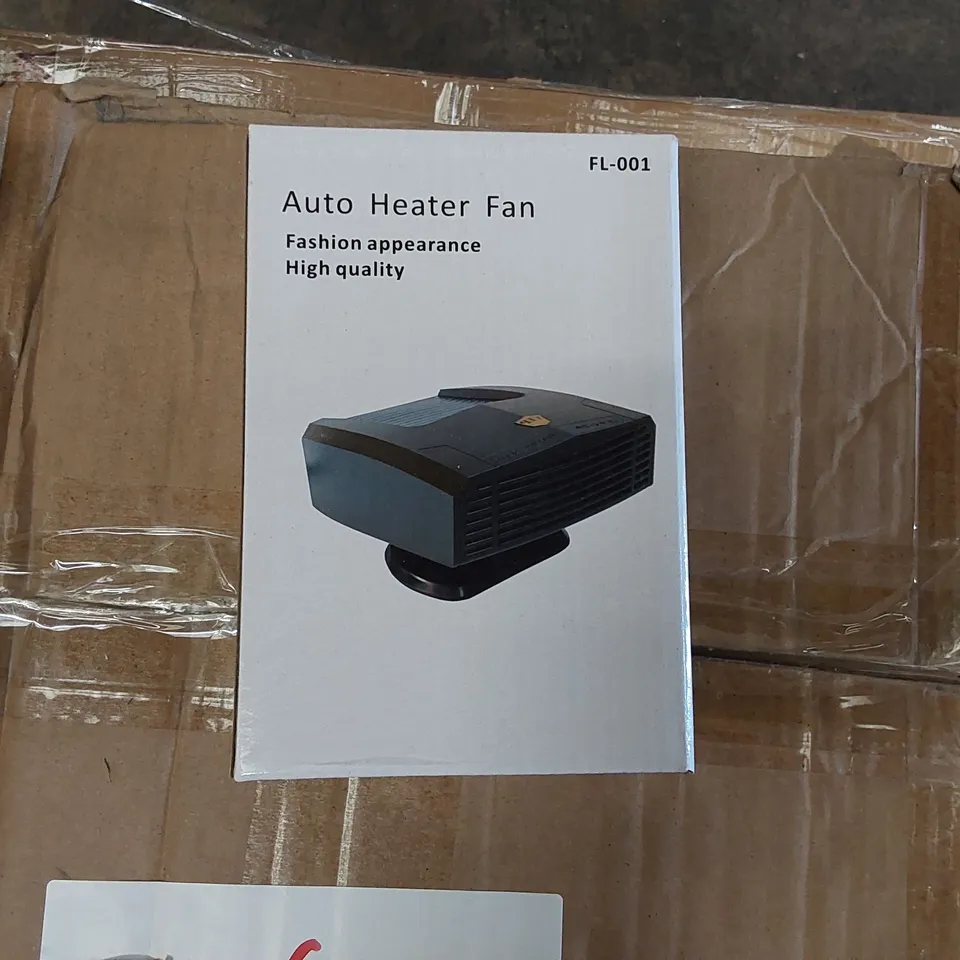 FL-001
Auto Heater Fan
Fashion appearance
High quality